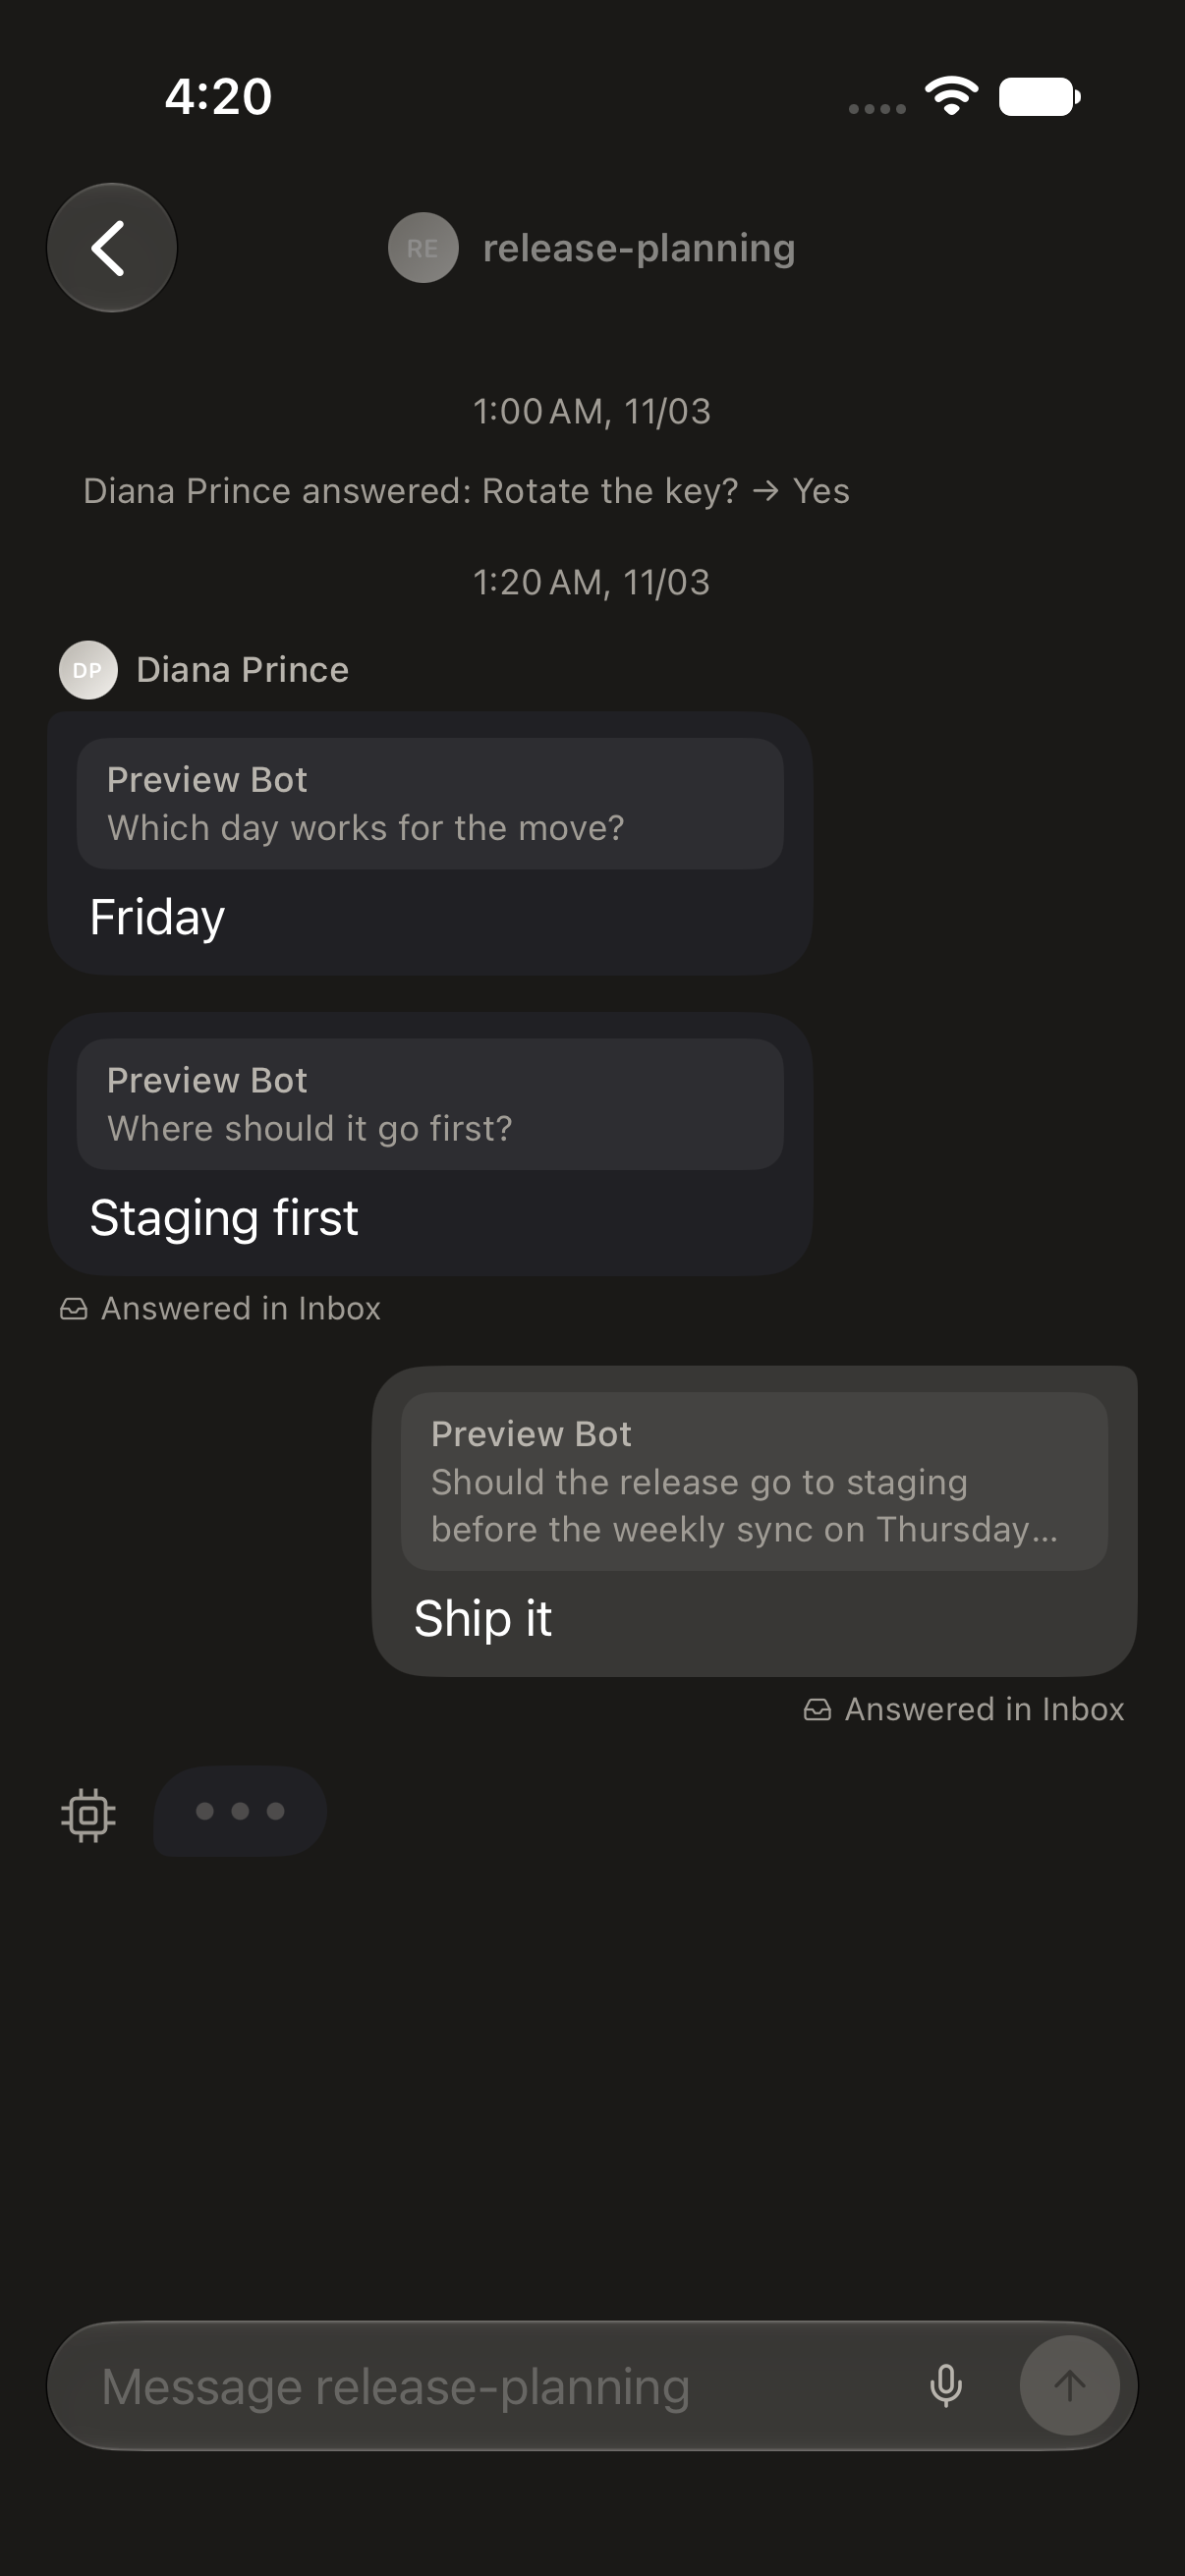 4:20
RE release-planning
1:00 AM, 11/03
Diana Prince answered: Rotate the key? → Yes
1:20 AM, 11/03
DP Diana Prince
Preview Bot
Which day works for the move?
Friday
Preview Bot
Where should it go first?
Staging first
Answered in Inbox
Preview Bot
Should the release go to staging
before the weekly sync on Thursday...
Ship it
Answered in Inbox
Message release-planning